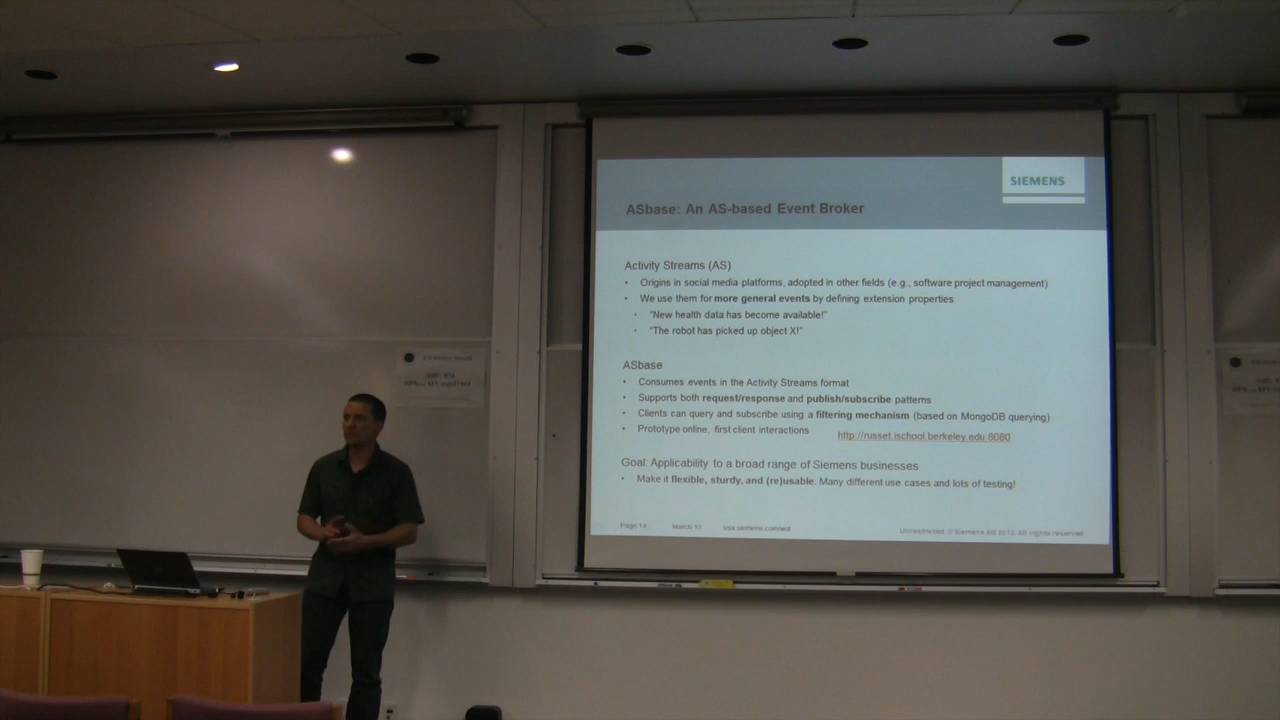 SIEMENS
ASbase: An AS-based Event Broker
Activity Streams (AS)
• Origins in social media platforms, adopted in other fields (e.g., software project management)
• We use them for more general events by defining extension properties
• "New health data has become available!"
• "The robot has picked up object X!"
ASbase
• Consumes events in the Activity Streams format
• Supports both request/response and publish/subscribe patterns
• Clients can query and subscribe using a filtering mechanism (based on MongoDB querying)
• Prototype online, first client interactions http://russet.ischool.berkeley.edu:8080
Goal: Applicability to a broad range of Siemens businesses
• Make it flexible, sturdy, and (re)usable: Many different use cases and lots of testing!
Page 14 March 15 usa.siemens.com/ Unrestricted. © Siemens AG 2012. All rights reserved.